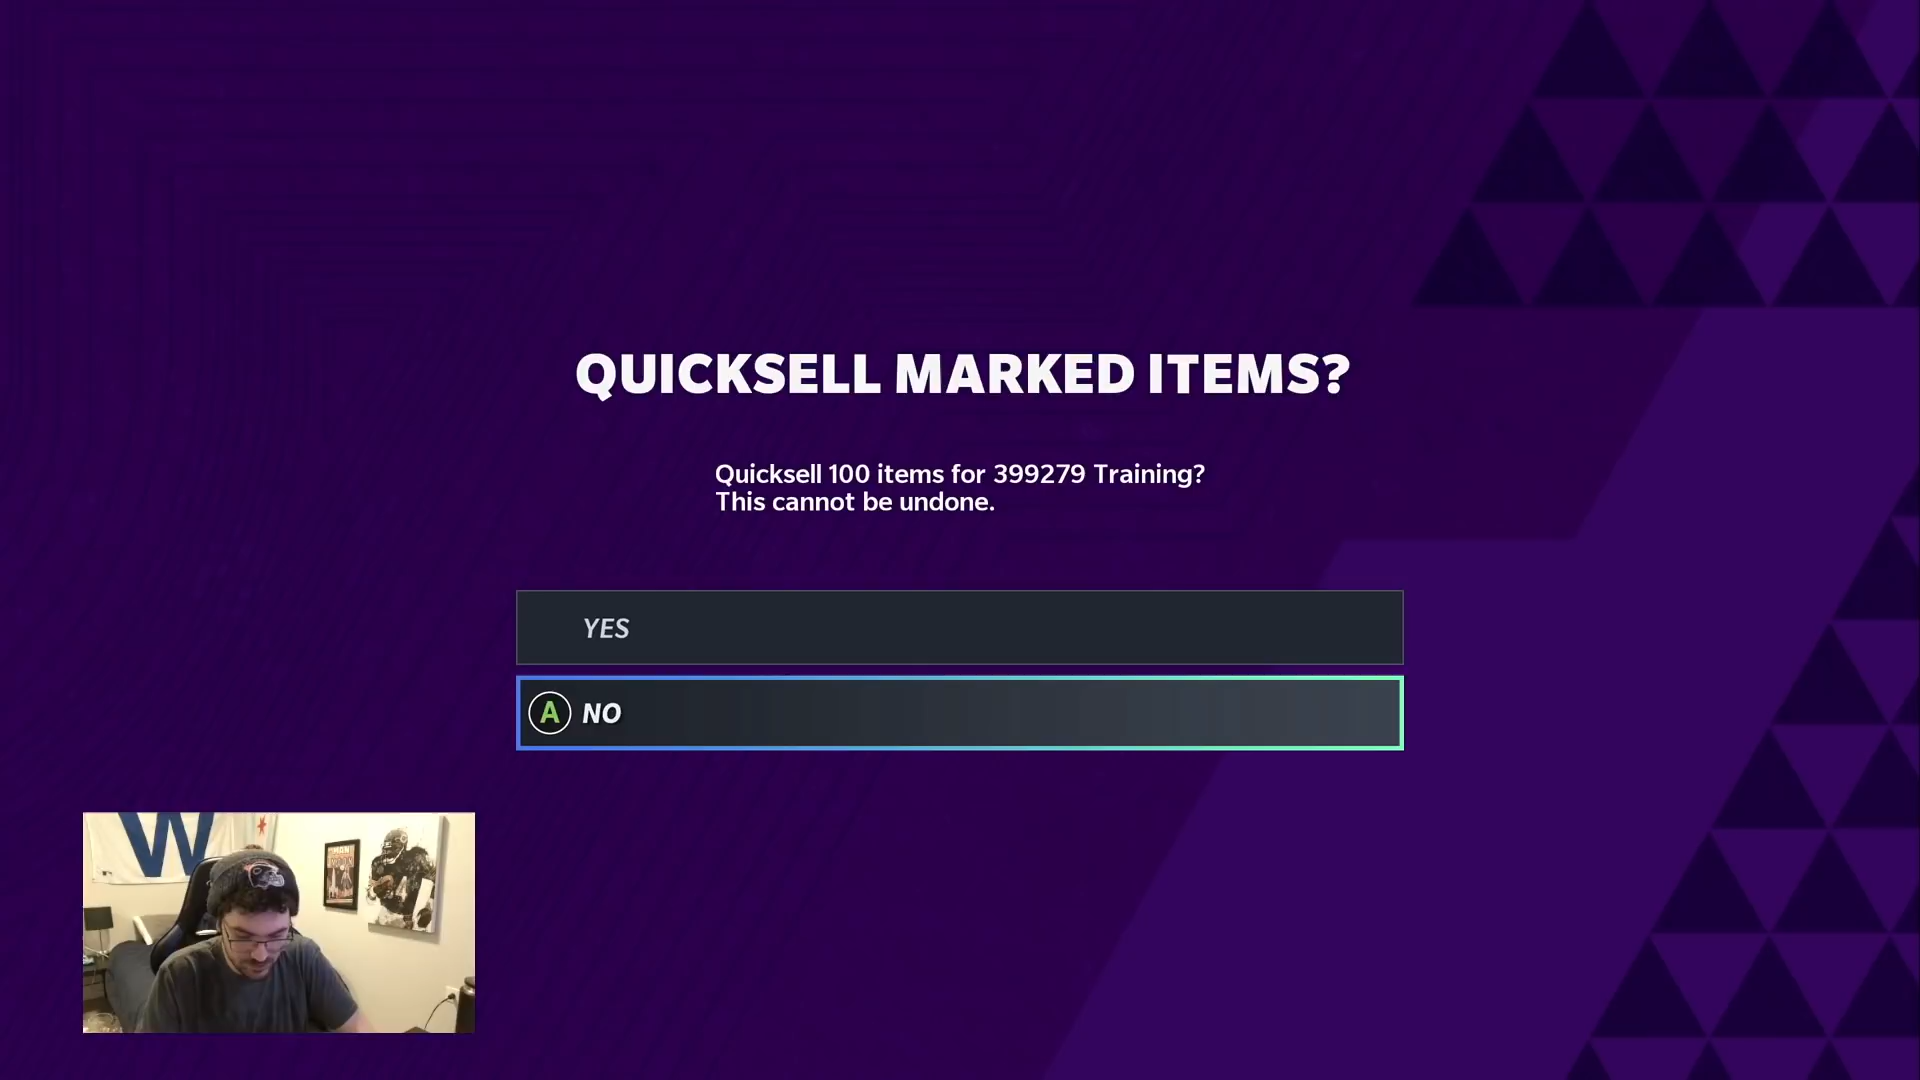 QUICKSELL MARKED ITEMS?
Quicksell 100 items for 399279 Training?
This cannot be undone.
YES
A NO
W